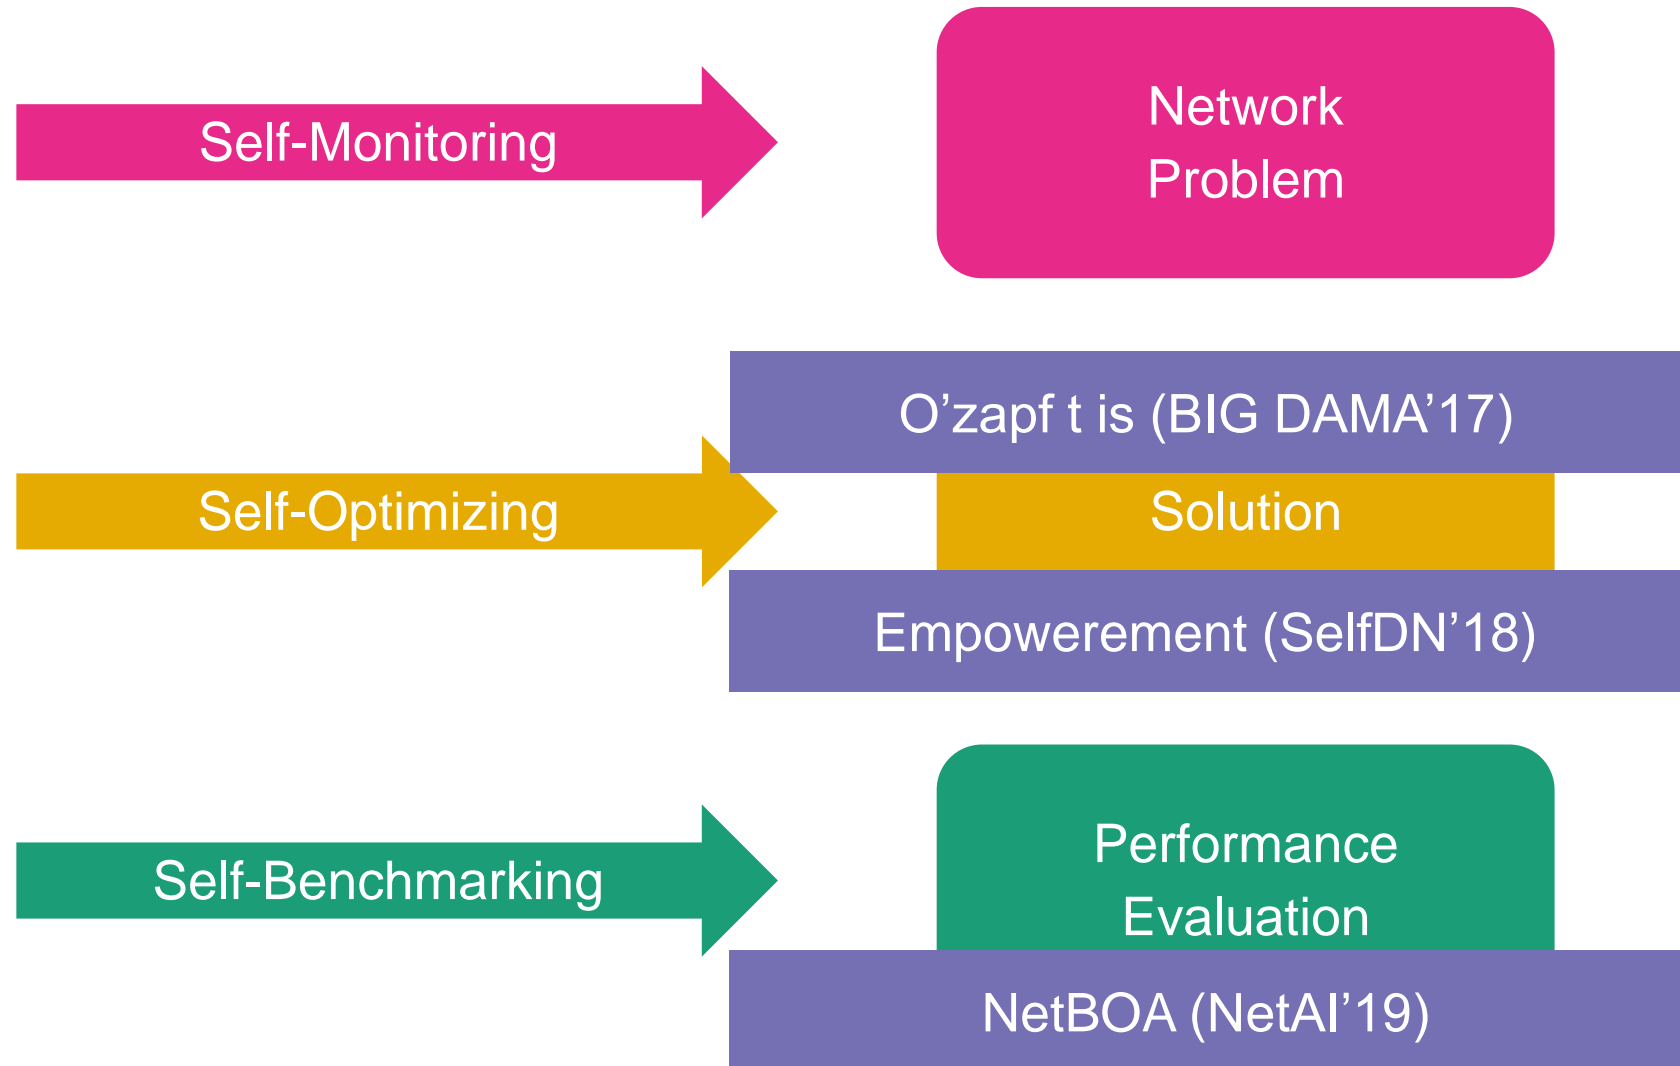 Self-Monitoring
Network
Problem
O’zapf t is (BIG DAMA’17)
Self-Optimizing
Solution
Empowerement (SelfDN’18)
Self-Benchmarking
Performance
Evaluation
NetBOA (NetAI’19)